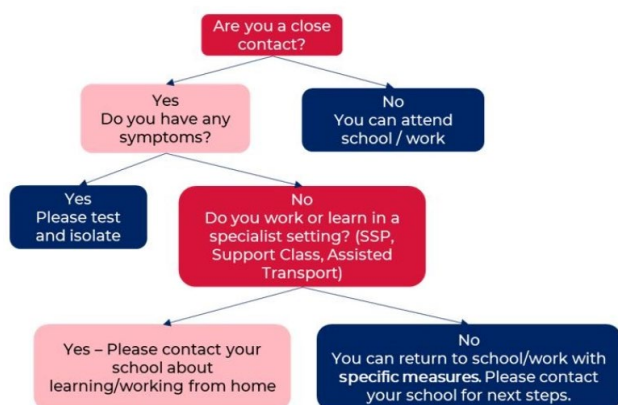 Are you a close
contact?
Yes
Do you have any
symptoms?
No
You can attend
school / work
Yes
Please test
and isolate
No
Do you work or learn in a
specialist setting? (SSP,
Support Class, Assisted
Transport)
Yes – Please contact your
school about
learning/working from home
No
You can return to school/work with
specific measures. Please contact
your school for next steps.